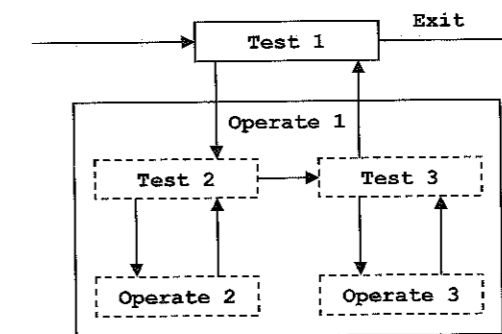 Exit
Test 1
Operate 1
Test 2
Test 3
Operate 2
Operate 3